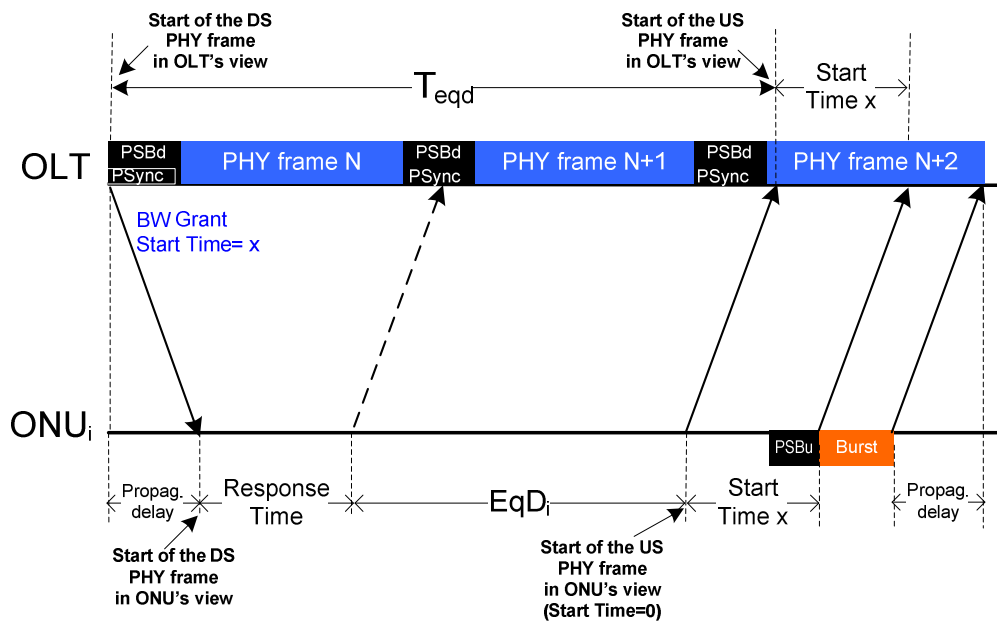 Start of the DS
PHY frame
in OLT's view
Start of the US
PHY frame
in OLT's view
Teqd
Start
Time x
OLT
PSBd
PSync
PHY frame N
PSBd
PSync
PHY frame N+1
PSBd
PSync
PHY frame N+2
BW Grant
Start Time= x
ONUi
PSBu
Burst
Propag.
delay
Response
Time
EqDi
Start
Time x
Propag.
delay
Start of the DS
PHY frame
in ONU's view
Start of the US
PHY frame
in ONU's view
(Start Time=0)